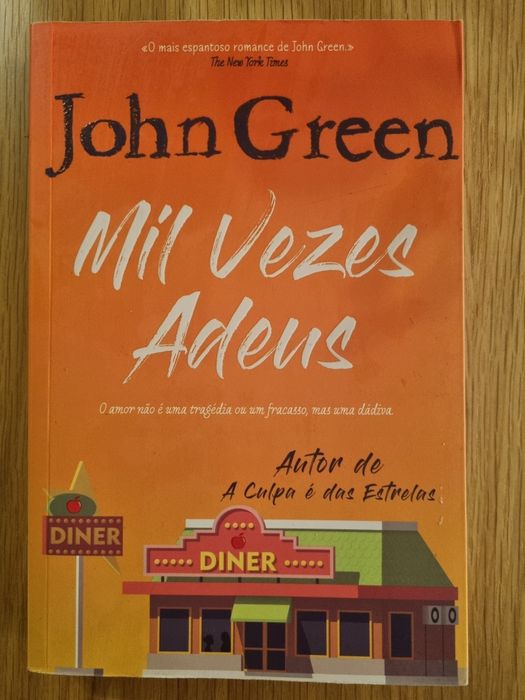 «O mais espantoso romance de John Green.»
The New York Times
John Green
Mil Vezes
Adeus
O amor não é uma tragédia ou um fracasso, mas uma dádiva.
Autor de
A Culpa é das Estrelas
DINER
DINER